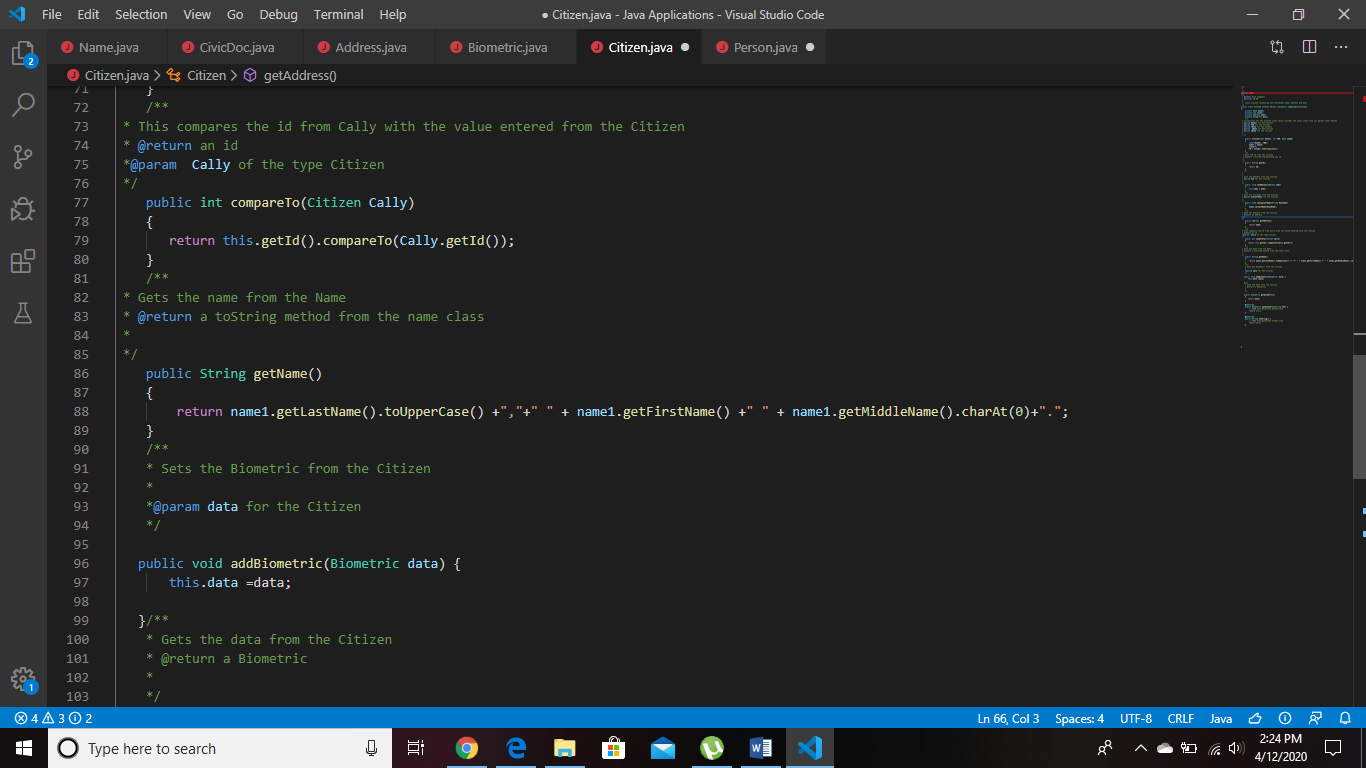 File Edit Selection View Go Debug Terminal Help ● Citizen.java - Java Applications - Visual Studio Code
Name.java CivicDoc.java Address.java Biometric.java Citizen.java ● Person.java ●
Citizen.java > Citizen > getAddress()
71 }
72 /**
73 * This compares the id from Cally with the value entered from the Citizen
74 * @return an id
75 *@param  Cally of the type Citizen
76 */
77 public int compareTo(Citizen Cally)
78 {
79 return this.getId().compareTo(Cally.getId());
80 }
81 /**
82 * Gets the name from the Name
83 * @return a toString method from the name class
84 *
85 */
86 public String getName()
87 {
88 return name1.getLastName().toUpperCase() +","+" " + name1.getFirstName() +" " + name1.getMiddleName().charAt(0)+".";
89 }
90 /**
91 * Sets the Biometric from the Citizen
92 *
93 *@param data for the Citizen
94 */
95
96 public void addBiometric(Biometric data) {
97 this.data =data;
98
99 }/**
100 * Gets the data from the Citizen
101 * @return a Biometric
102 *
103 */
2
1
4 3 2 Ln 66, Col 3 Spaces: 4 UTF-8 CRLF Java
Type here to search
2:24 PM
4/12/2020